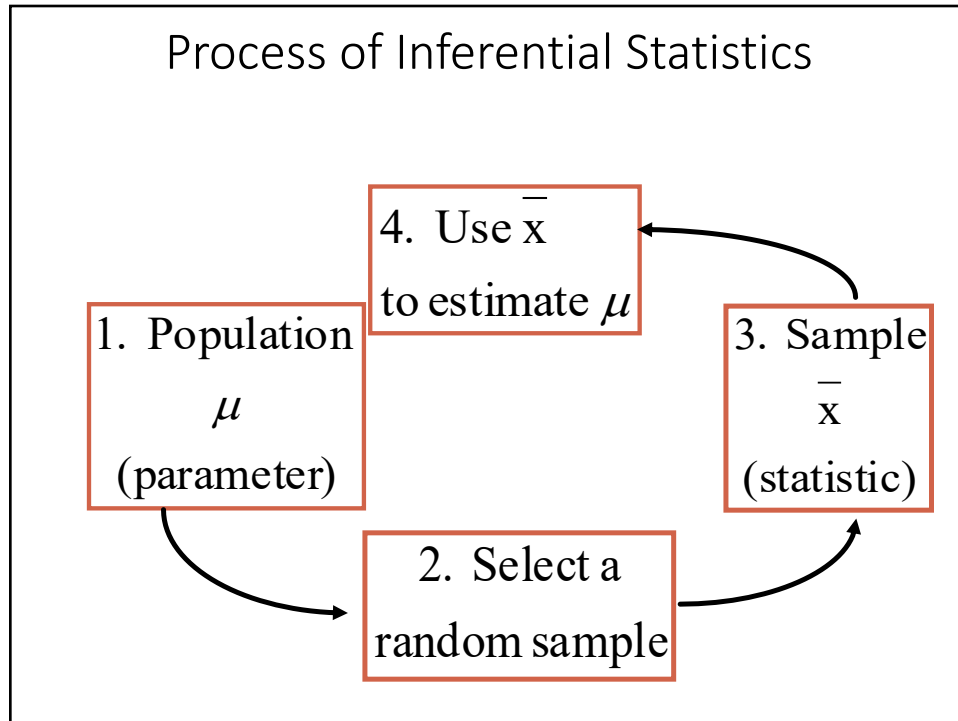 Process of Inferential Statistics
1. Population
μ
(parameter)
2. Select a
random sample
3. Sample
x̄
(statistic)
4. Use x̄
to estimate μ